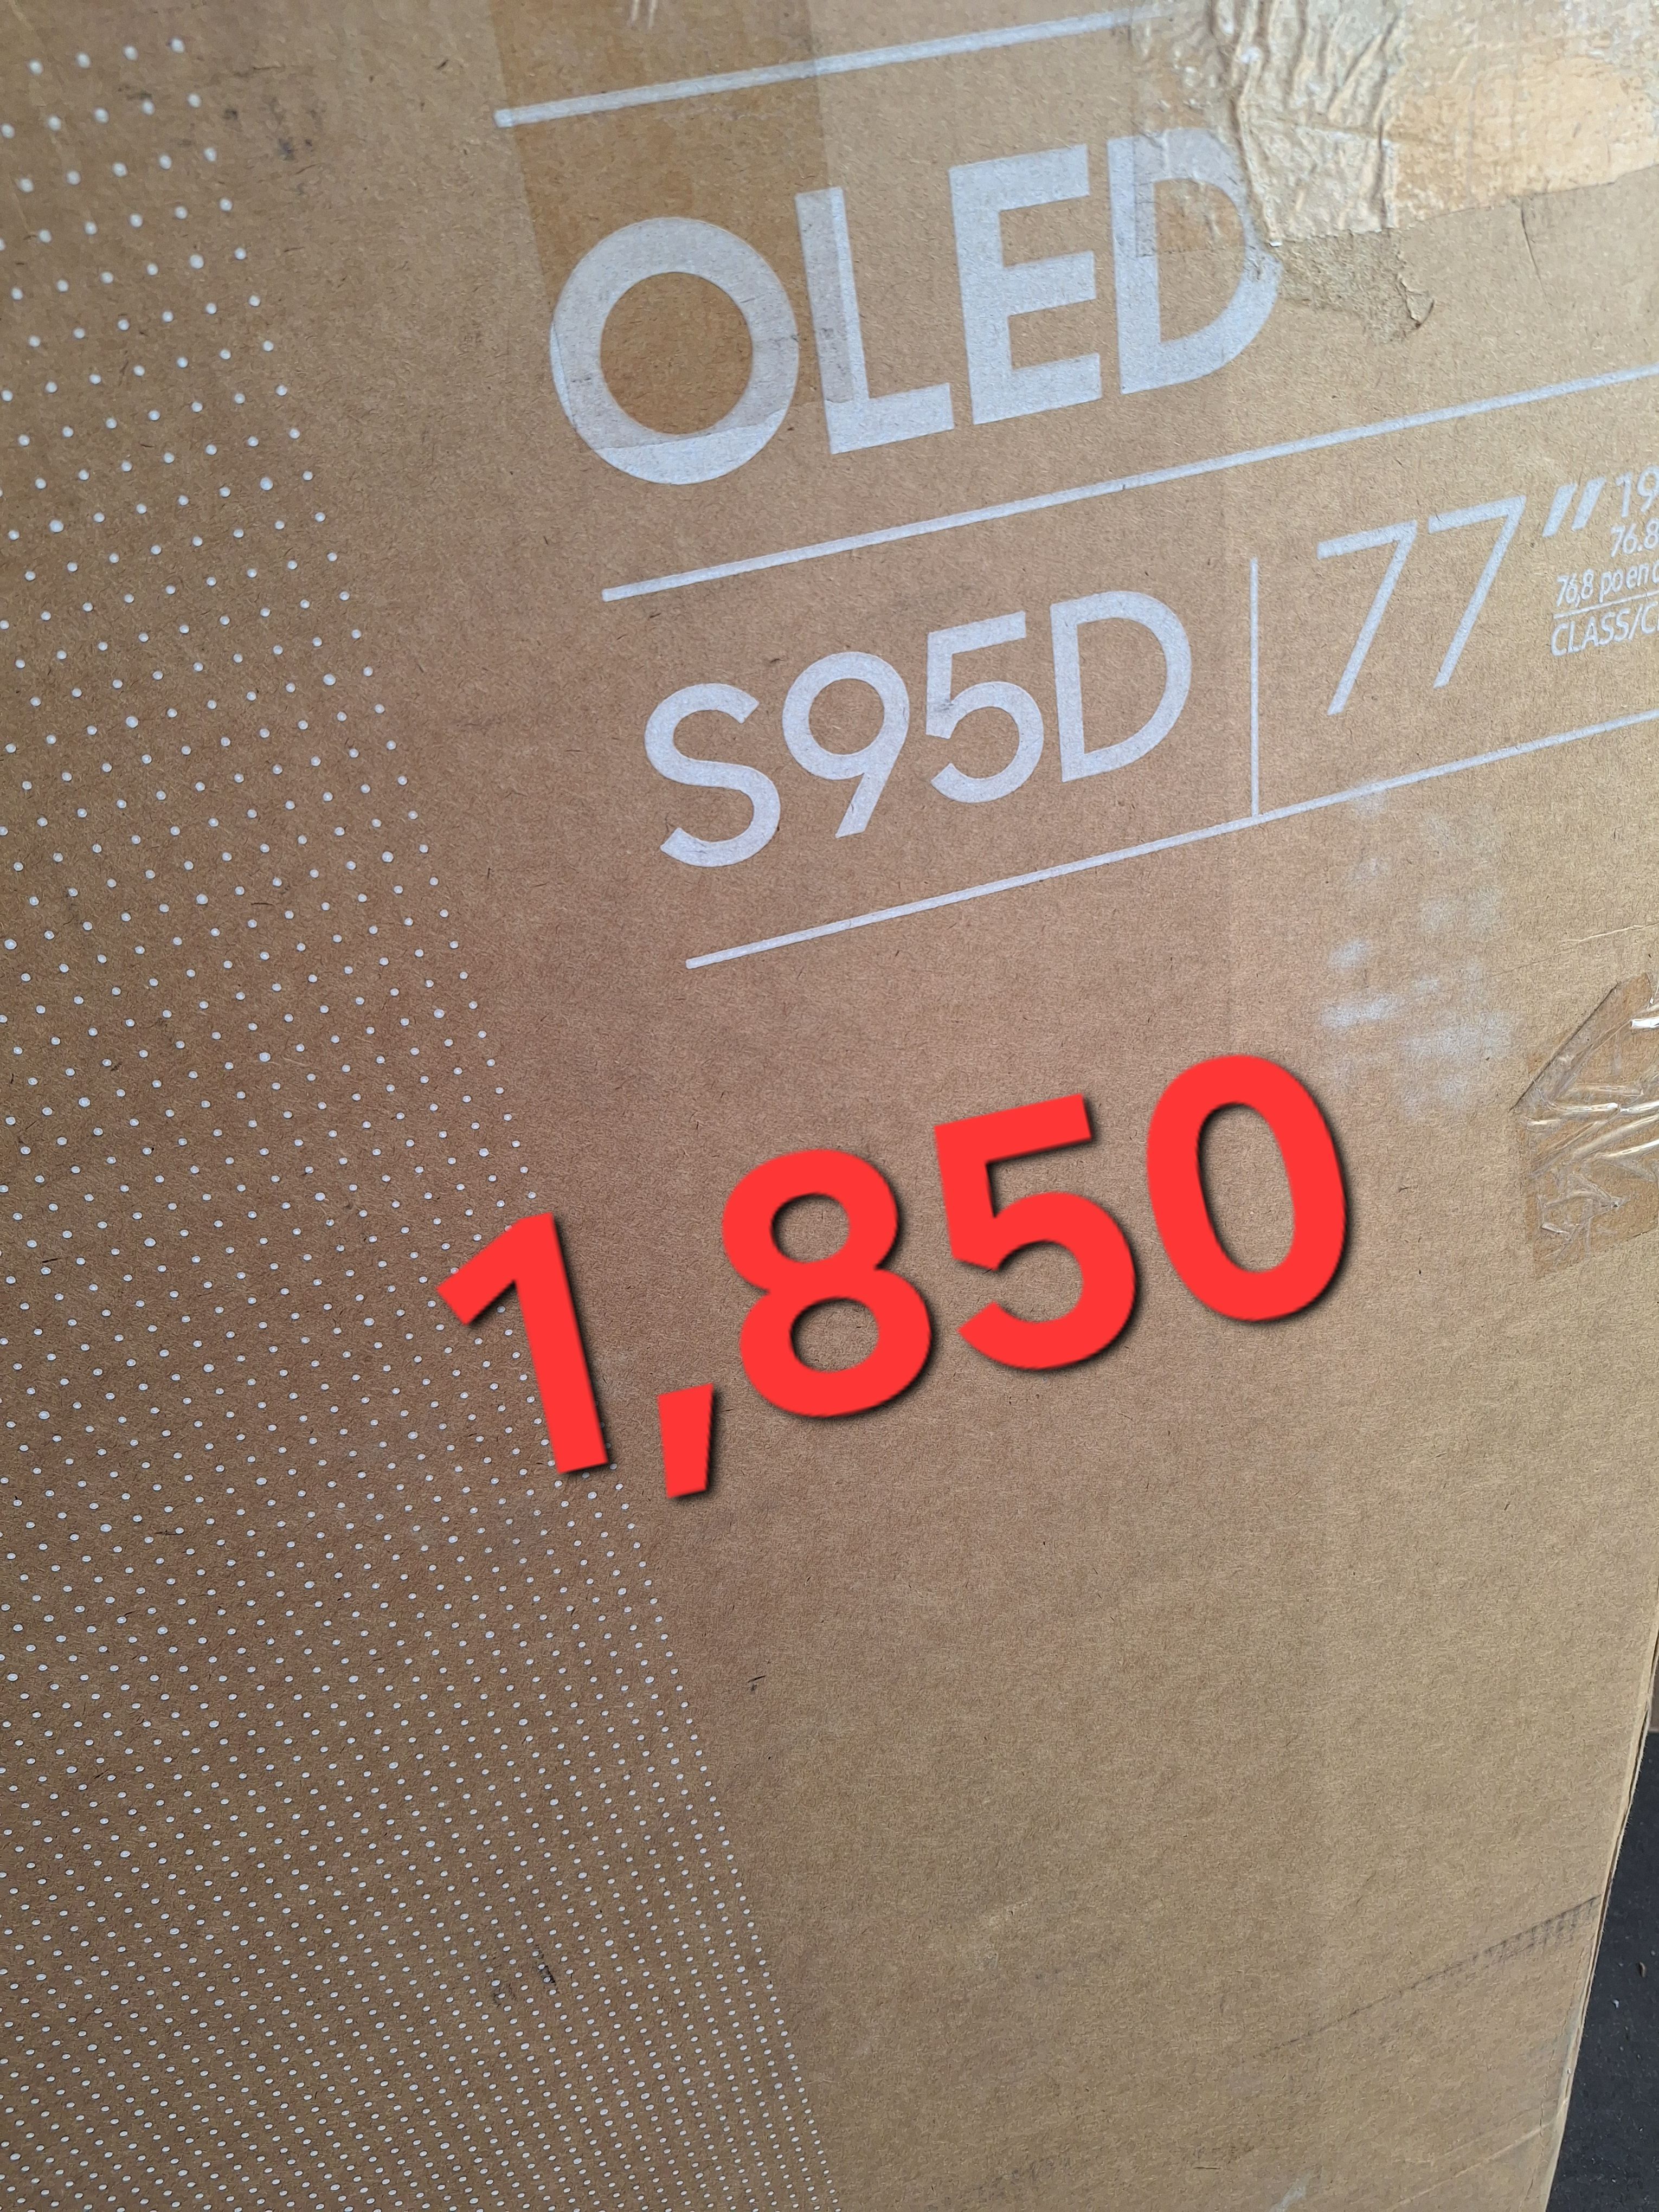 OLED
S95D
77"
76.8
76,8 po en
CLASS/
1,850